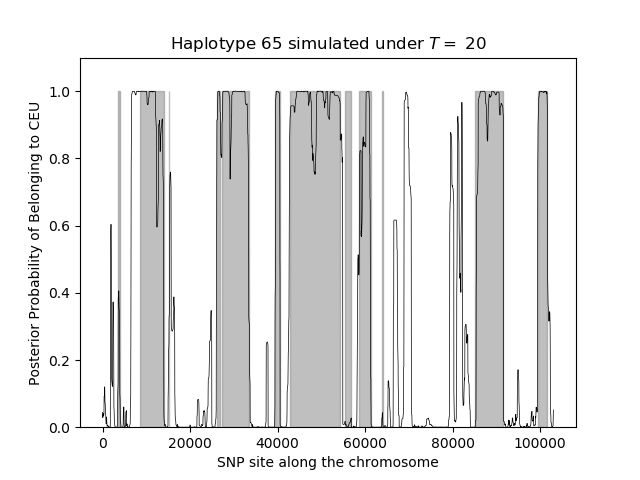 Haplotype 65 simulated under T = 20
Posterior Probability of Belonging to CEU
1.0
0.8
0.6
0.4
0.2
0.0
0 20000 40000 60000 80000 100000
SNP site along the chromosome